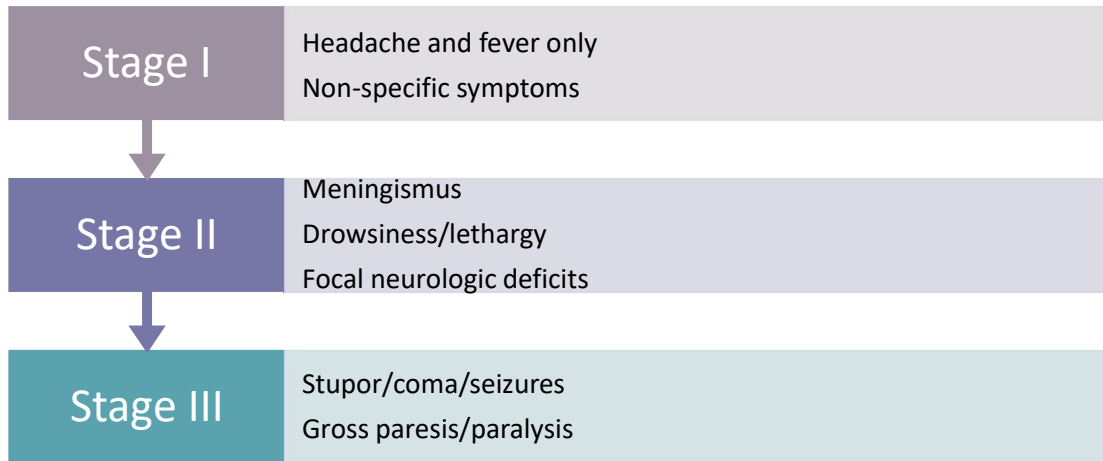 Stage I
Headache and fever only
Non-specific symptoms
Stage II
Meningismus
Drowsiness/lethargy
Focal neurologic deficits
Stage III
Stupor/coma/seizures
Gross paresis/paralysis